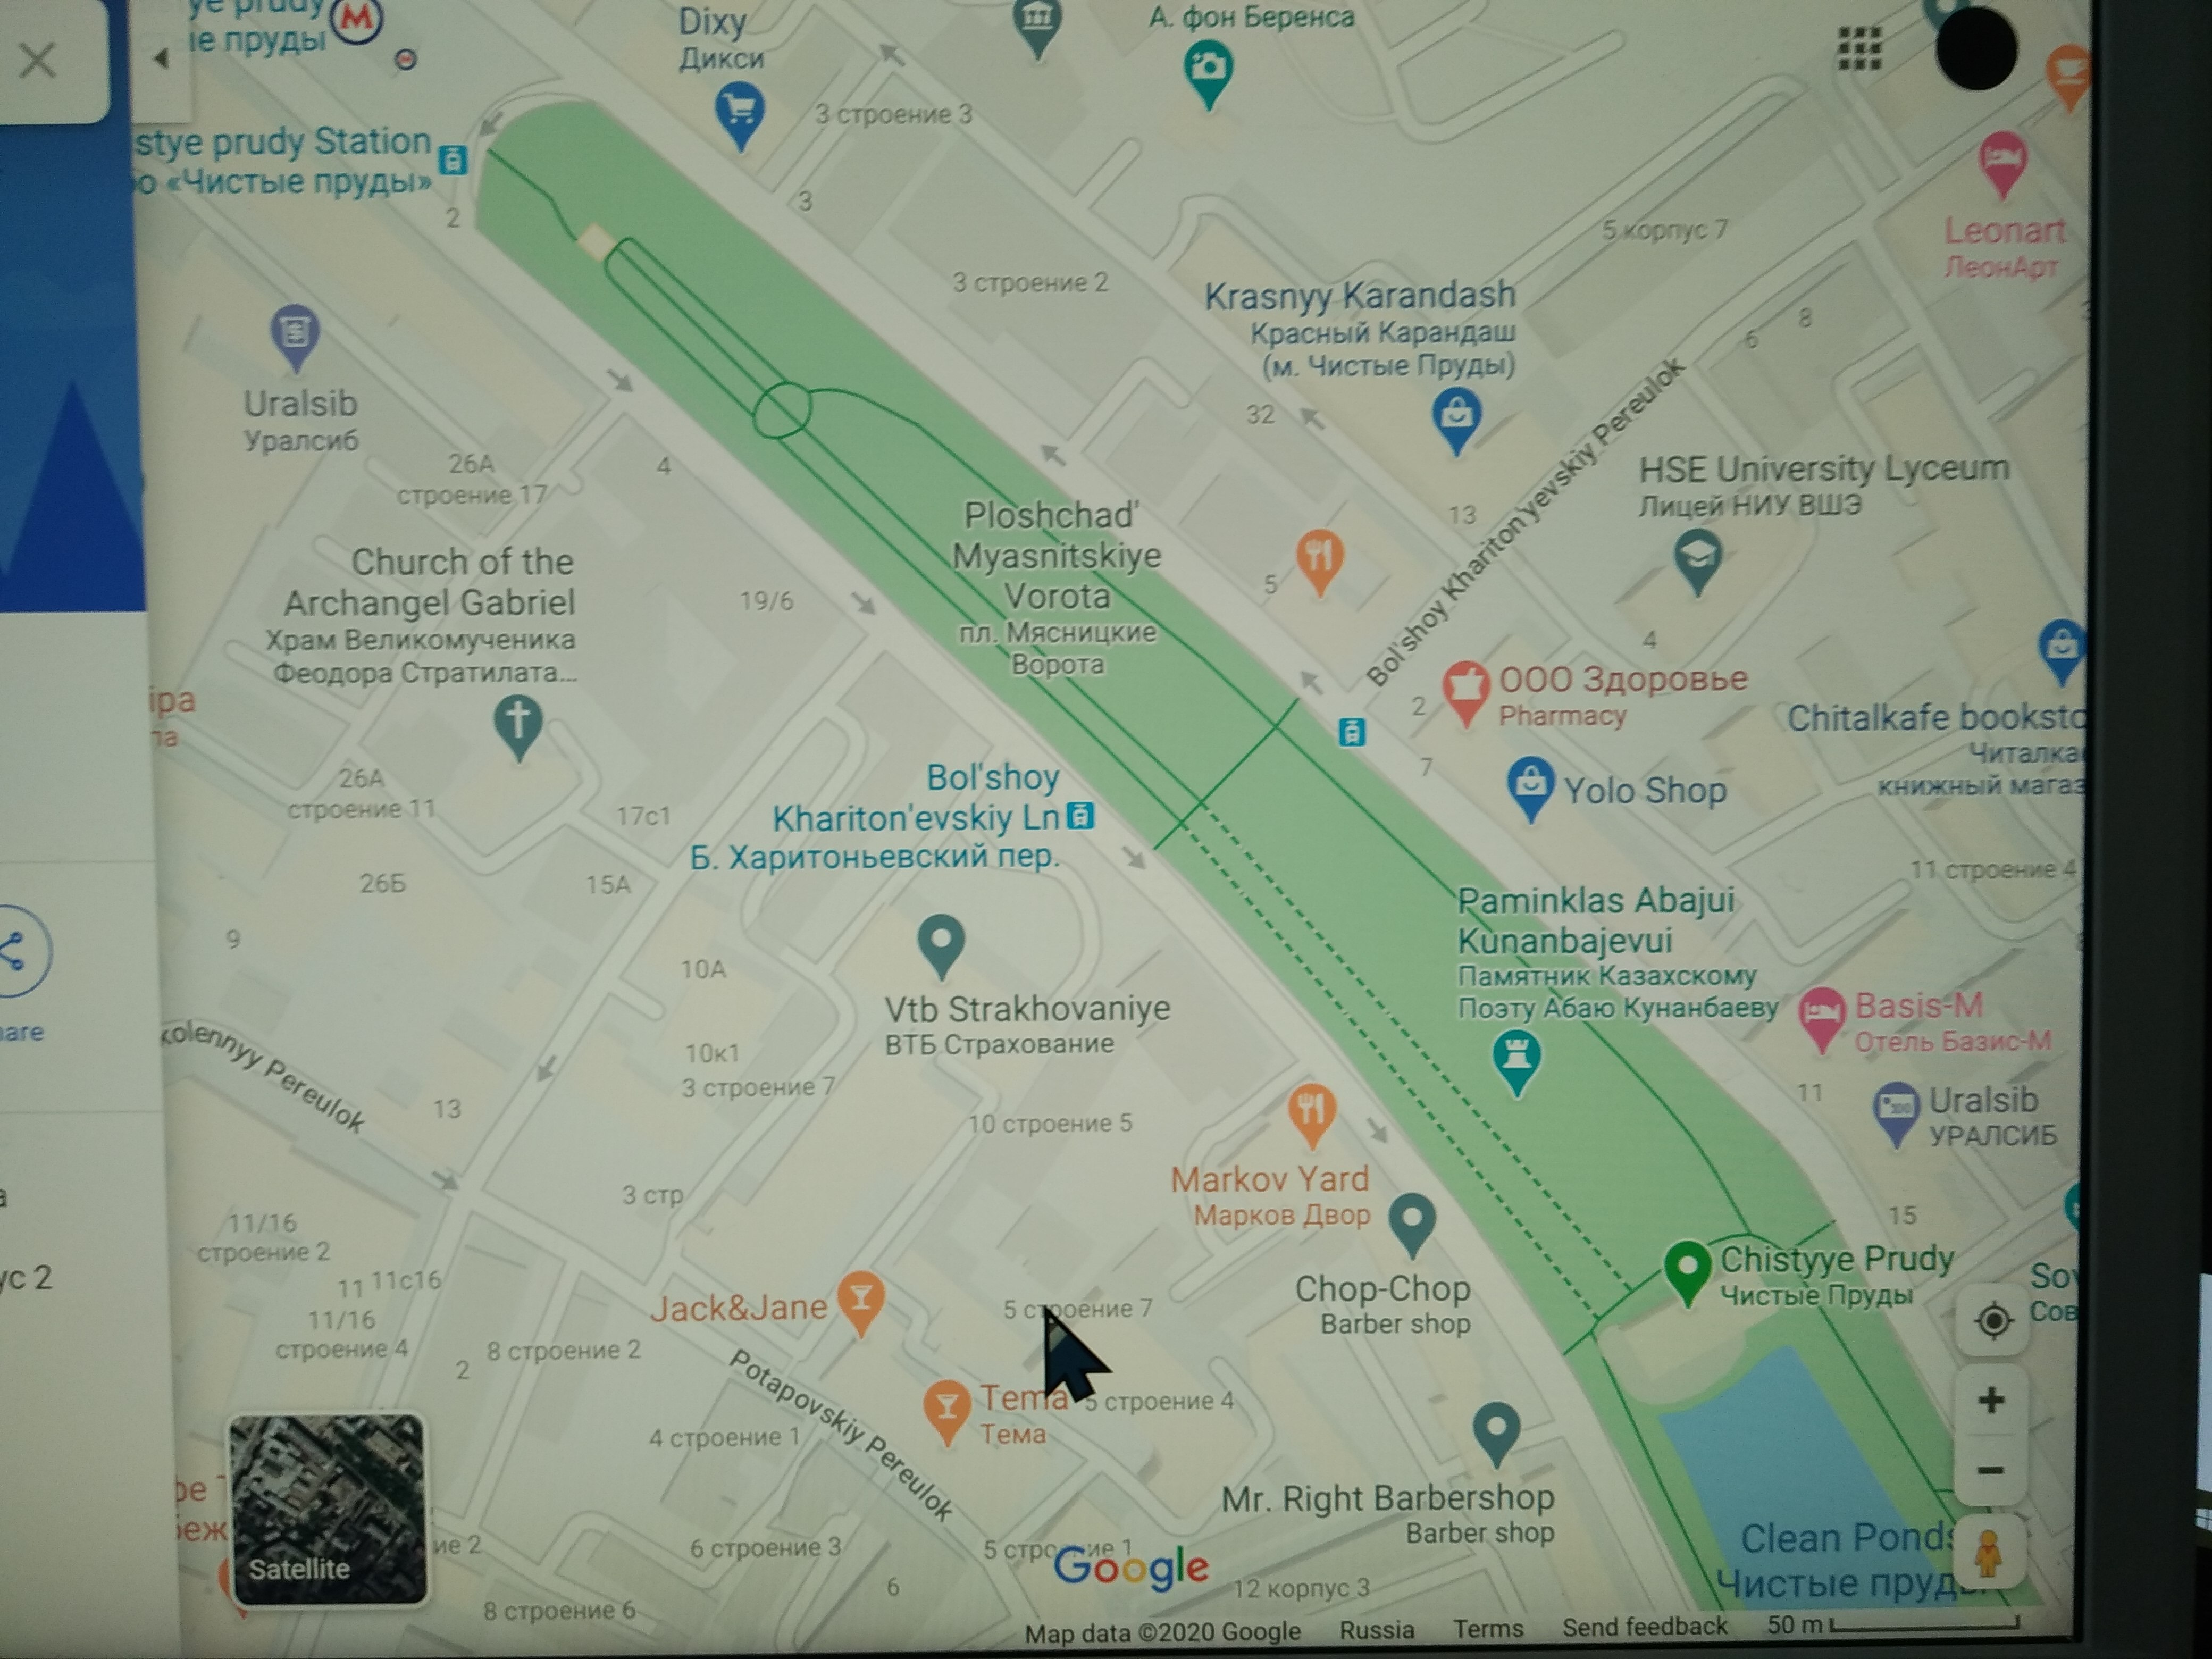 ye prudy
ie пруды
M
Dixy
Дикси
А. фон Беренса
3 строение 3
stye prudy Station
о «Чистые пруды»
2
3
5 корпус 7
Leonart
ЛеонАрт
3 строение 2
Krasnyy Karandash
Красный Карандаш
(м. Чистые Пруды)
8
6
Uralsib
Уралсиб
32
26А
строение 17
4
Bol'shoy Khariton'yevskiy Pereulok
HSE University Lyceum
Лицей НИУ ВШЭ
13
Ploshchad'
Myasnitskiye
Vorota
пл. Мясницкие
Ворота
Church of the
Archangel Gabriel
Храм Великомученика
Феодора Стратилата...
19/6
5
4
ООО Здоровье
Pharmacy
2
ipa
па
Chitalkafe booksto
Читалка
книжный магаз
Bol'shoy
Khariton'evskiy Ln
Б. Харитоньевский пер.
7
Yolo Shop
26А
строение 11
17с1
26Б
15А
11 строение 4
Paminklas Abajui
Kunanbajevui
Памятник Казахскому
Поэту Абаю Кунанбаеву
9
10А
Vtb Strakhovaniye
ВТБ Страхование
Basis-M
Отель Базис-М
are
kolennyy Pereulok
10к1
3 строение 7
11
Uralsib
УРАЛСИБ
13
10 строение 5
Markov Yard
Марков Двор
3 стр
15
11/16
строение 2
Chistyye Prudy
Чистые Пруды
ус 2
11
11с16
11/16
строение 4
Jack&Jane
5 строение 7
Chop-Chop
Barber shop
Sov
Сов
2
8 строение 2
Potapovskiy Pereulok
Tema
Тема
5 строение 4
4 строение 1
Mr. Right Barbershop
Barber shop
Satellite
ие 2
6 строение 3
5 строение 1
Google
Clean Ponds
Чистые пруды
6
12 корпус 3
8 строение 6
Map data ©2020 Google
Russia
Terms
Send feedback
50 m